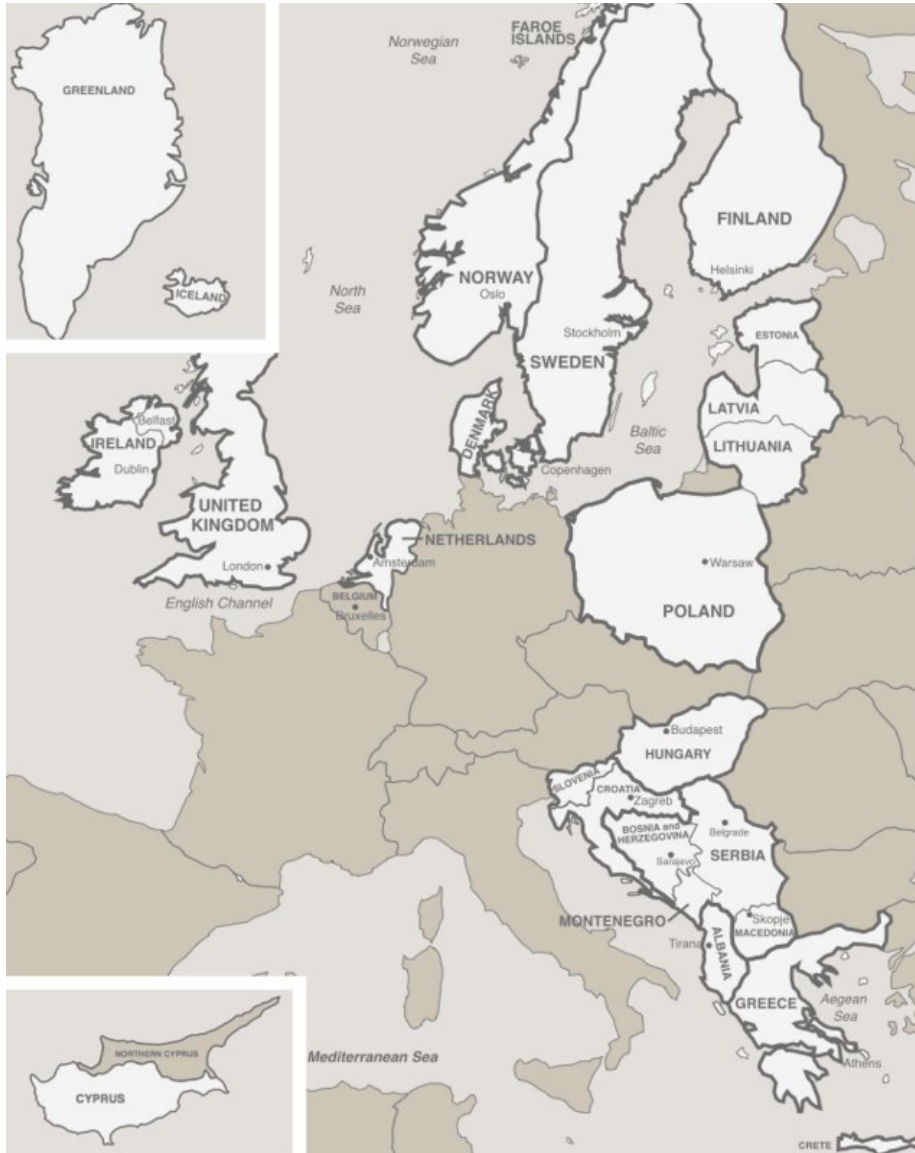 GREENLAND
ICELAND
Norwegian
Sea
FAROE
ISLANDS
FINLAND
Helsinki
NORWAY
Oslo
North
Sea
Stockholm
SWEDEN
ESTONIA
LATVIA
LITHUANIA
Baltic
Sea
DENMARK
Copenhagen
Belfast
IRELAND
Dublin
UNITED
KINGDOM
London
English Channel
NETHERLANDS
Amsterdam
BELGIUM
Bruxelles
Warsaw
POLAND
Budapest
HUNGARY
SLOVENIA
CROATIA
Zagreb
BOSNIA and
HERZEGOVINA
Sarajevo
Belgrade
SERBIA
MONTENEGRO
Skopje
MACEDONIA
Tirana
ALBANIA
GREECE
Aegean
Sea
Athens
Mediterranean Sea
NORTHERN CYPRUS
CYPRUS
CRETE